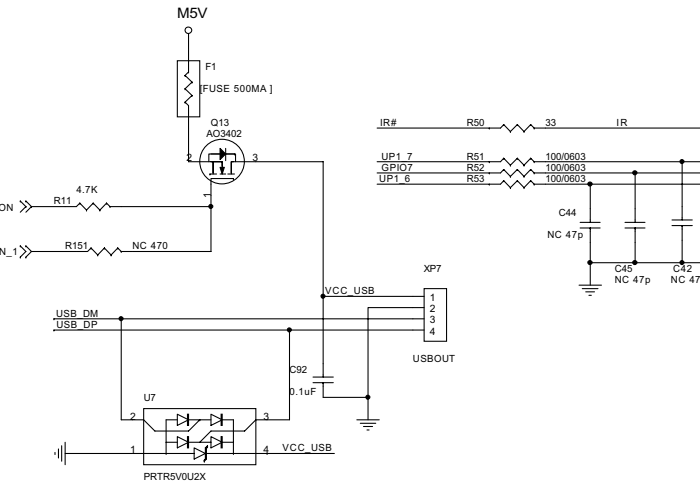 M5V
F1
[FUSE 500MA ]
Q13
AO3402
2
3
1
IR#
R50
33
IR
UP1_7
R51
100/0603
GPIO7
R52
100/0603
UP1_6
R53
100/0603
ON
R11
4.7K
N_1
R151
NC 470
C44
NC 47p
C45
NC 47p
C42
NC 47
XP7
VCC_USB
1
2
3
4
USB_DM
USB_DP
USBOUT
C92
0.1uF
U7
2
3
1
4
VCC_USB
PRTR5V0U2X